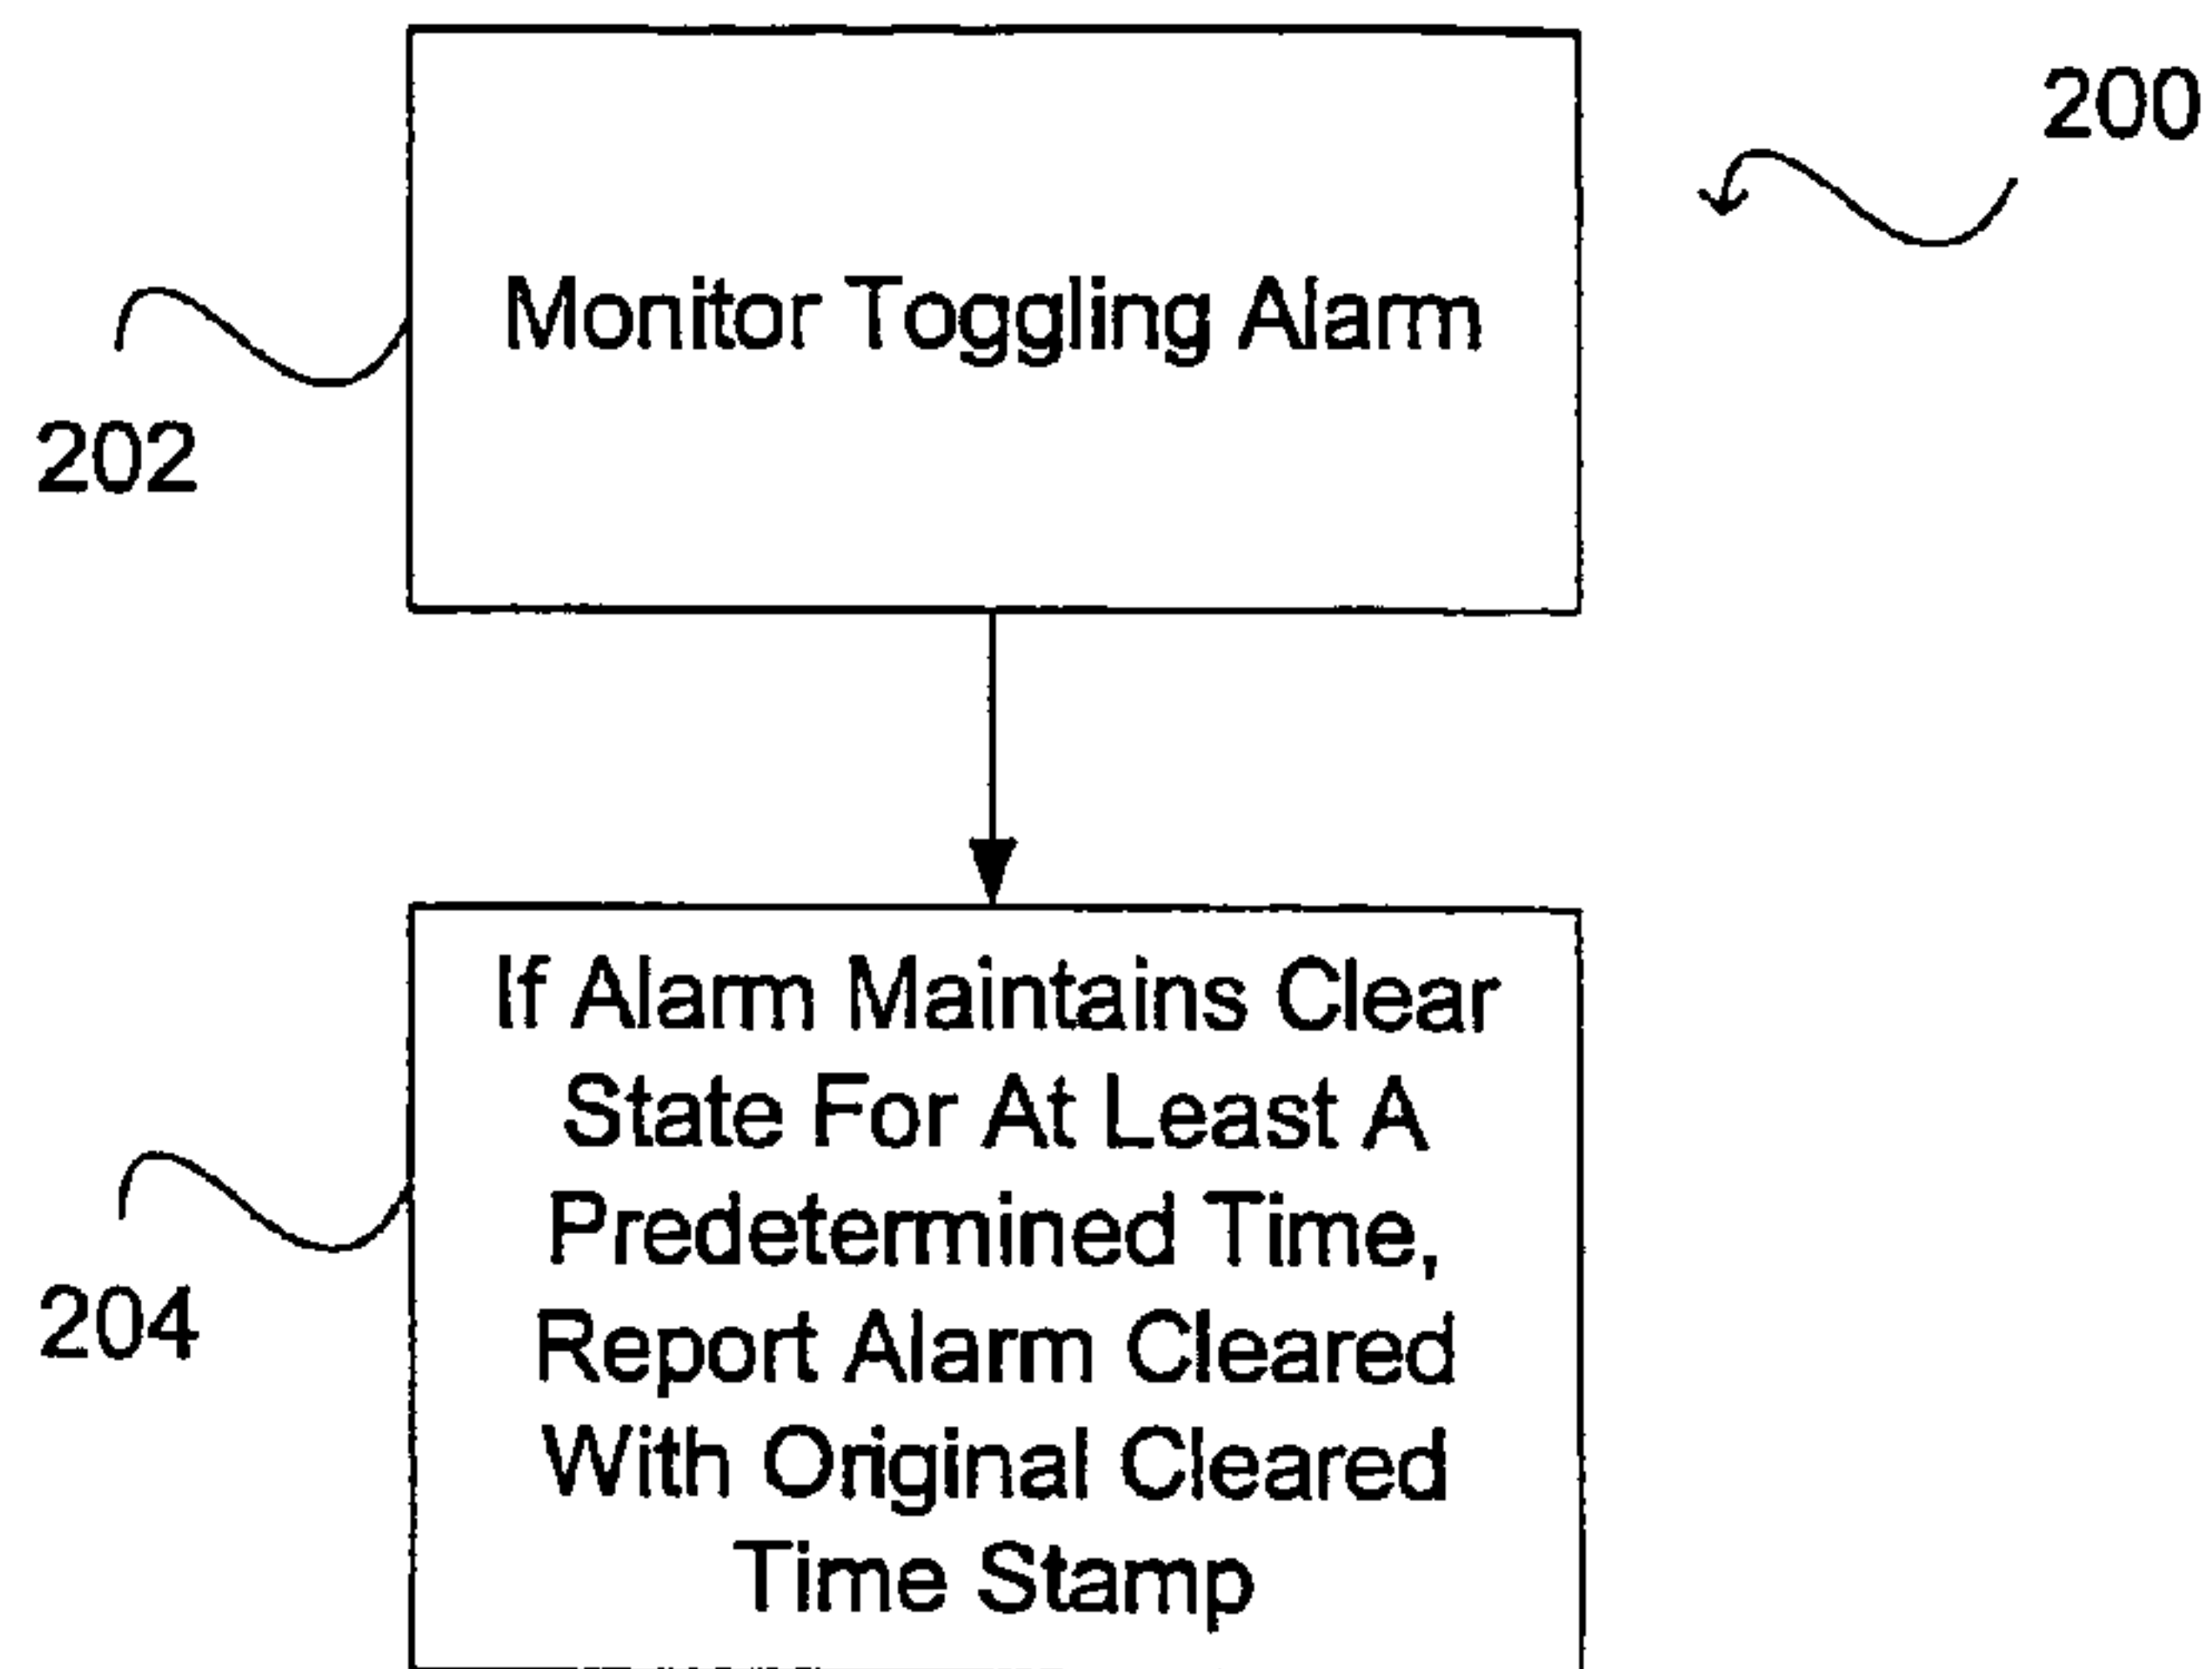 200
Monitor Toggling Alarm
202
If Alarm Maintains Clear
State For At Least A
Predetermined Time,
Report Alarm Cleared
With Original Cleared
Time Stamp
204